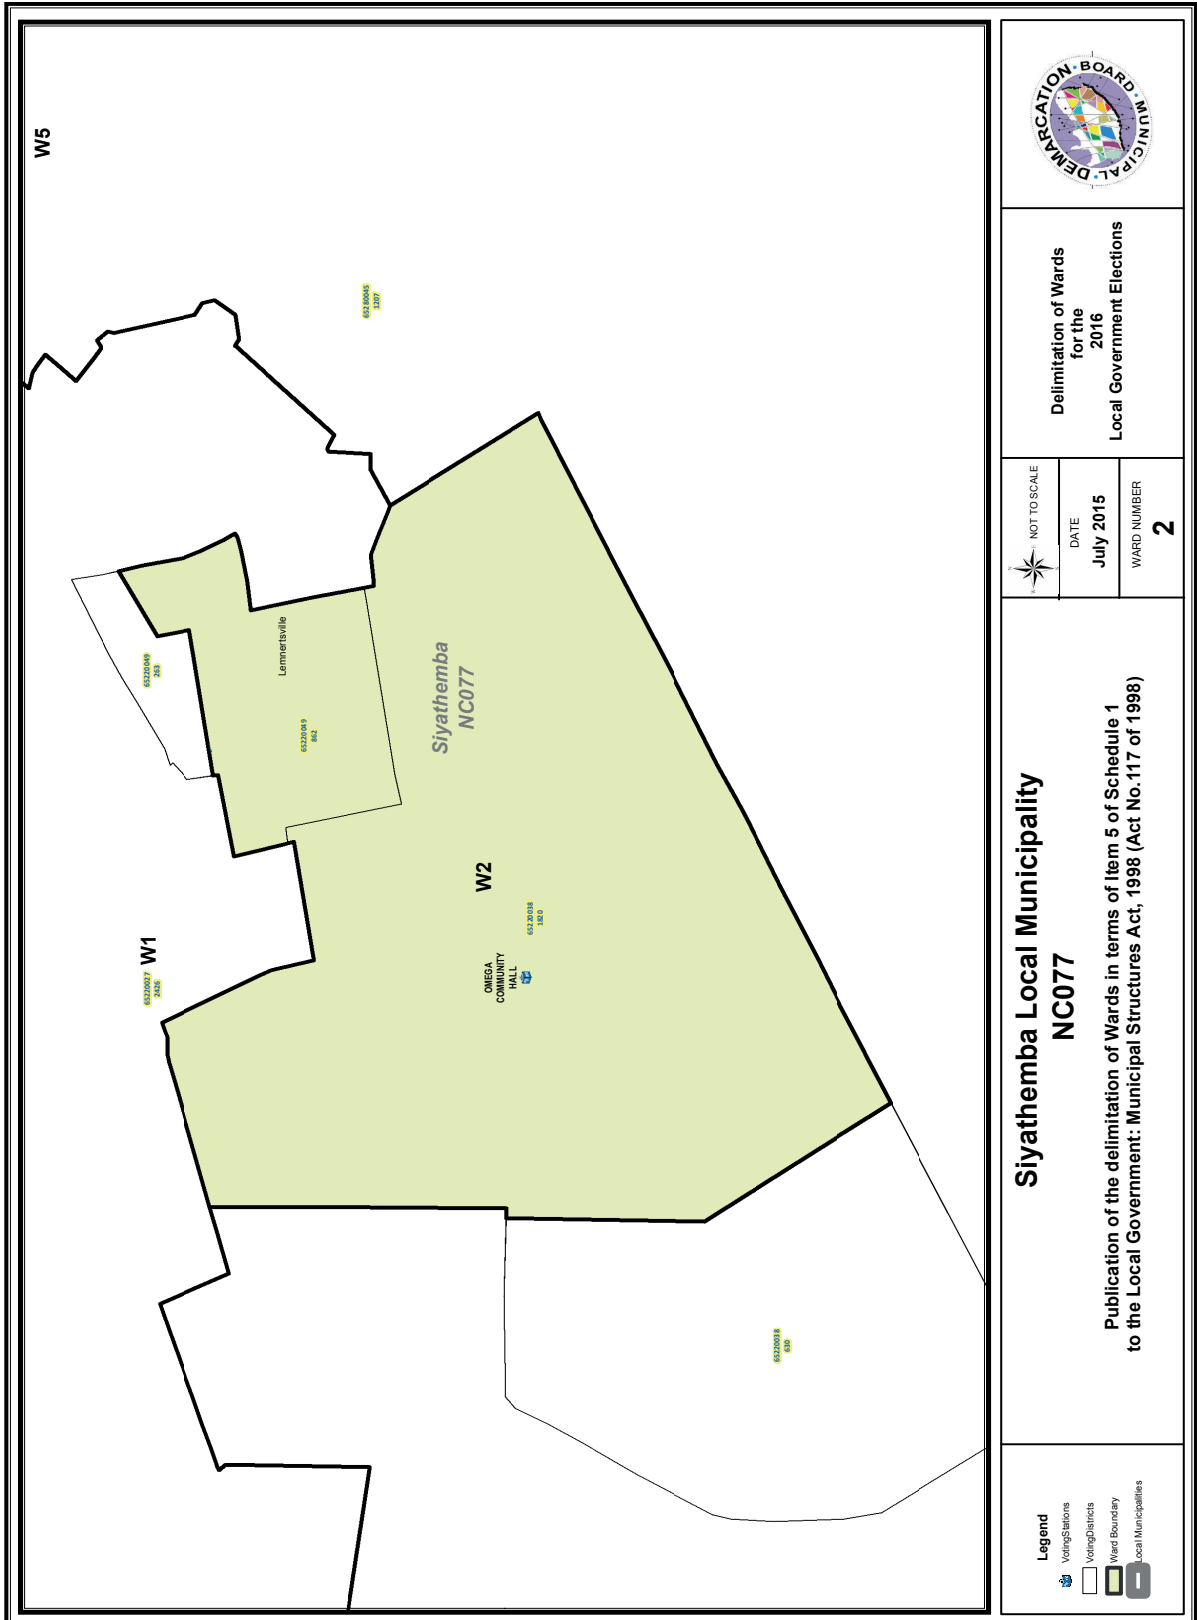 W5
65280045
1207
65220049
263
Lemnertsville
65220049
862
Siyathemba
NC077
W2
65220038
1820
OMEGA
COMMUNITY
HALL
W1
65220027
2426
65220038
630
Legend
VotingStations
VotingDistricts
Ward Boundary
Local Municipalities
Siyathemba Local Municipality
NC077
Publication of the delimitation of Wards in terms of Item 5 of Schedule 1
to the Local Government: Municipal Structures Act, 1998 (Act No.117 of 1998)
NOT TO SCALE
DATE
July 2015
WARD NUMBER
2
Delimitation of Wards
for the
2016
Local Government Elections
MUNICIPAL · DEMARCATION · BOARD ·